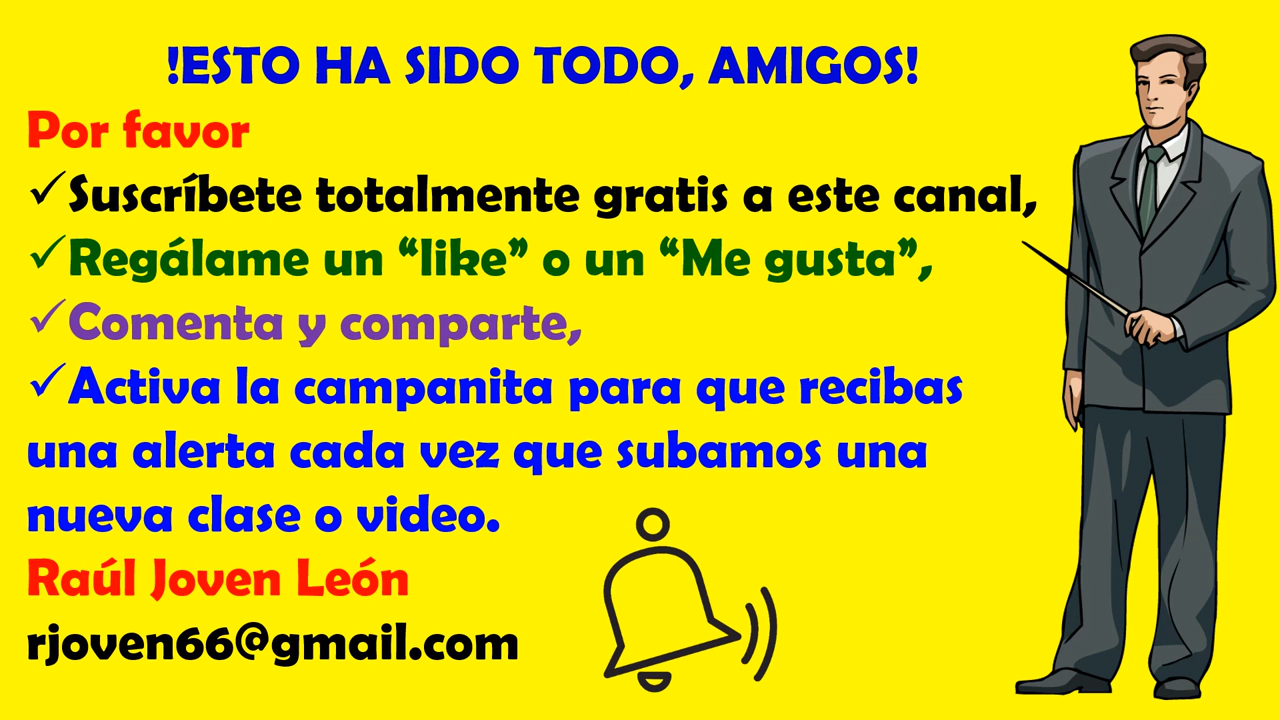 !ESTO HA SIDO TODO, AMIGOS!
Por favor
✓Suscríbete totalmente gratis a este canal,
✓Regálame un “like” o un “Me gusta”,
✓Comenta y comparte,
✓Activa la campanita para que recibas
una alerta cada vez que subamos una
nueva clase o video.
Raúl Joven León
rjoven66@gmail.com